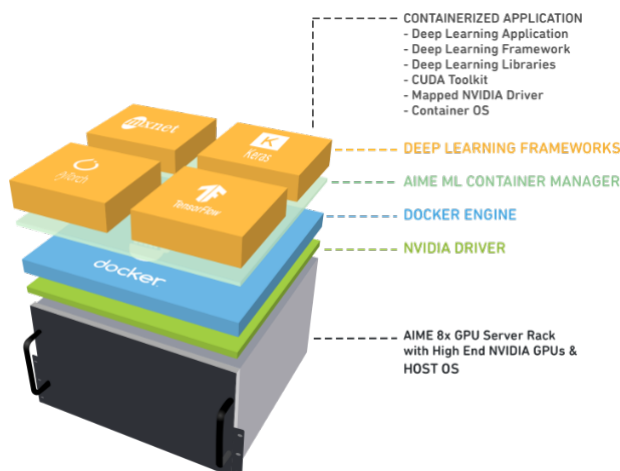 CONTAINERIZED APPLICATION
- Deep Learning Application
- Deep Learning Framework
- Deep Learning Libraries
- CUDA Toolkit
- Mapped NVIDIA Driver
- Container OS
mxnet
K
Keras
PyTorch
TensorFlow
DEEP LEARNING FRAMEWORKS
AIME ML CONTAINER MANAGER
DOCKER ENGINE
docker
NVIDIA DRIVER
AIME 8x GPU Server Rack
with High End NVIDIA GPUs &
HOST OS